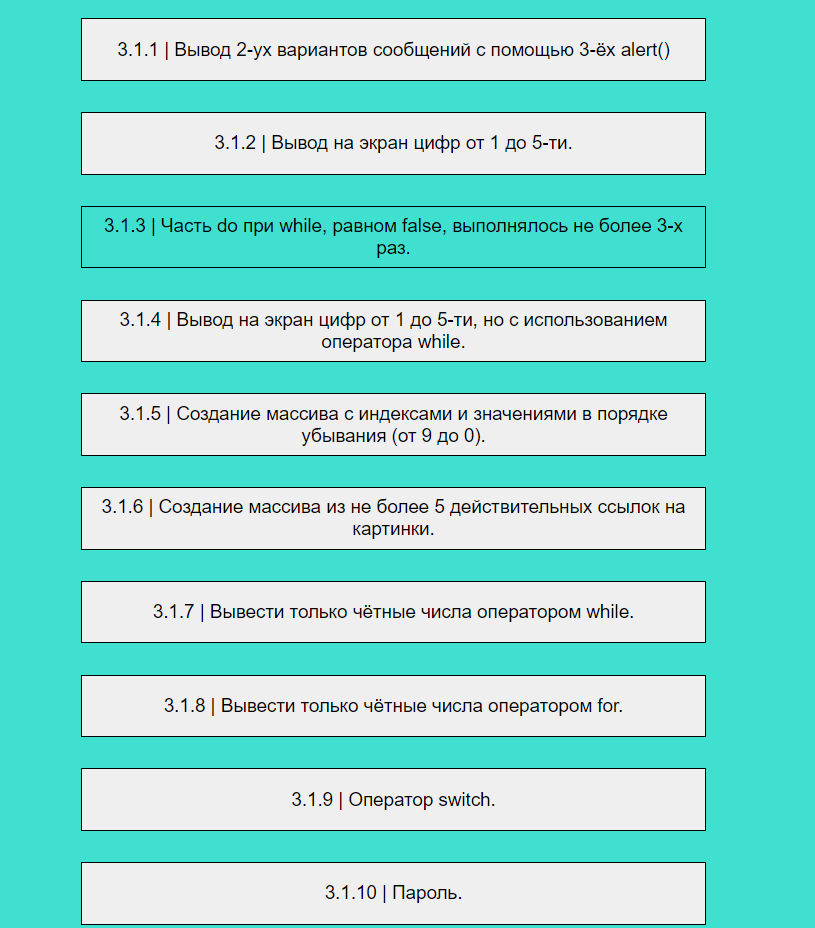 3.1.1 | Вывод 2-ух вариантов сообщений с помощью 3-ёх alert()
3.1.2 | Вывод на экран цифр от 1 до 5-ти.
3.1.3 | Часть do при while, равном false, выполнялось не более 3-х
раз.
3.1.4 | Вывод на экран цифр от 1 до 5-ти, но с использованием
оператора while.
3.1.5 | Создание массива с индексами и значениями в порядке
убывания (от 9 до 0).
3.1.6 | Создание массива из не более 5 действительных ссылок на
картинки.
3.1.7 | Вывести только чётные числа оператором while.
3.1.8 | Вывести только чётные числа оператором for.
3.1.9 | Оператор switch.
3.1.10 | Пароль.